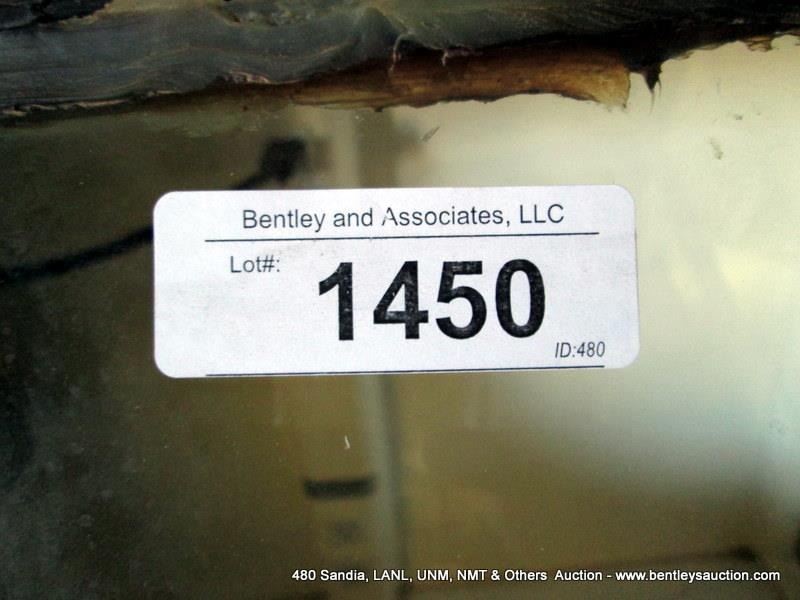 Bentley and Associates, LLC
Lot#:
1450
ID:480
480 Sandia, LANL, UNM, NMT & Others Auction - www.bentleysauction.com